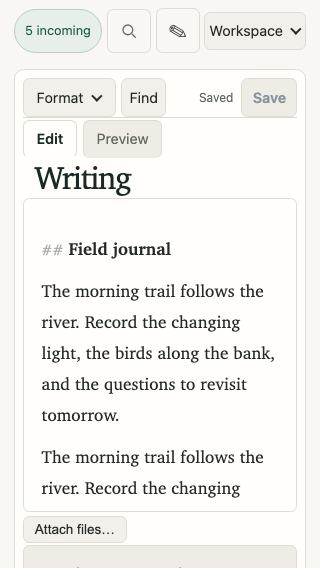 5 incoming
Workspace
Format
Find
Saved
Save
Edit
Preview
Writing
## Field journal
The morning trail follows the
river. Record the changing
light, the birds along the bank,
and the questions to revisit
tomorrow.
The morning trail follows the
river. Record the changing
Attach files…